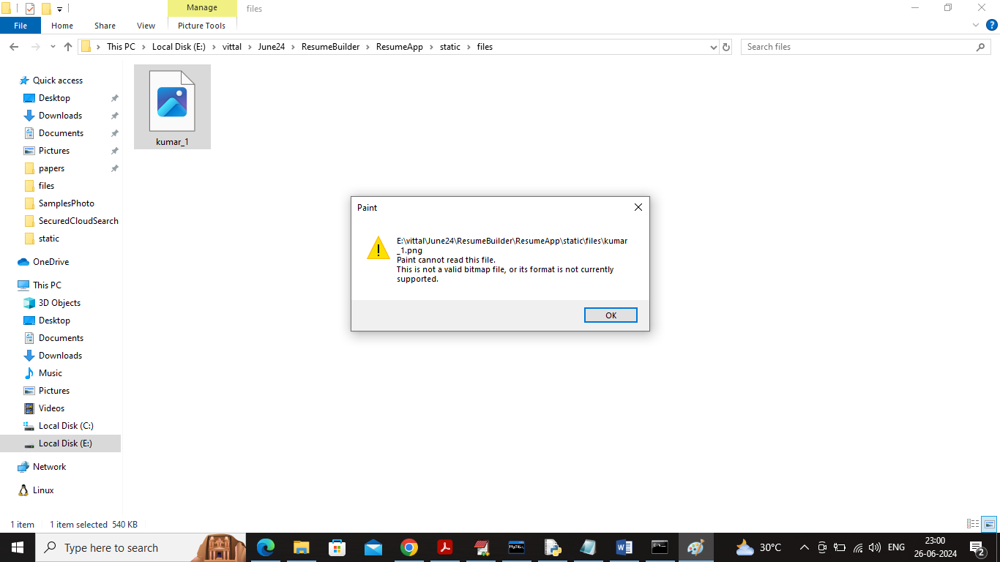 Manage
files
File
Home
Share
View
Picture Tools
This PC
Local Disk (E:)
vittal
June24
ResumeBuilder
ResumeApp
static
files
Search files
Quick access
Desktop
Downloads
Documents
Pictures
papers
files
SamplesPhoto
SecuredCloudSearch
static
OneDrive
This PC
3D Objects
Desktop
Documents
Downloads
Music
Pictures
Videos
Local Disk (C:)
Local Disk (E:)
Network
Linux
kumar_1
Paint
E:\vittal\June24\ResumeBuilder\ResumeApp\static\files\kumar
_1.png
Paint cannot read this file.
This is not a valid bitmap file, or its format is not currently
supported.
OK
1 item
1 item selected 540 KB
Type here to search
MySQL
30°C
ENG
23:00
26-06-2024
2